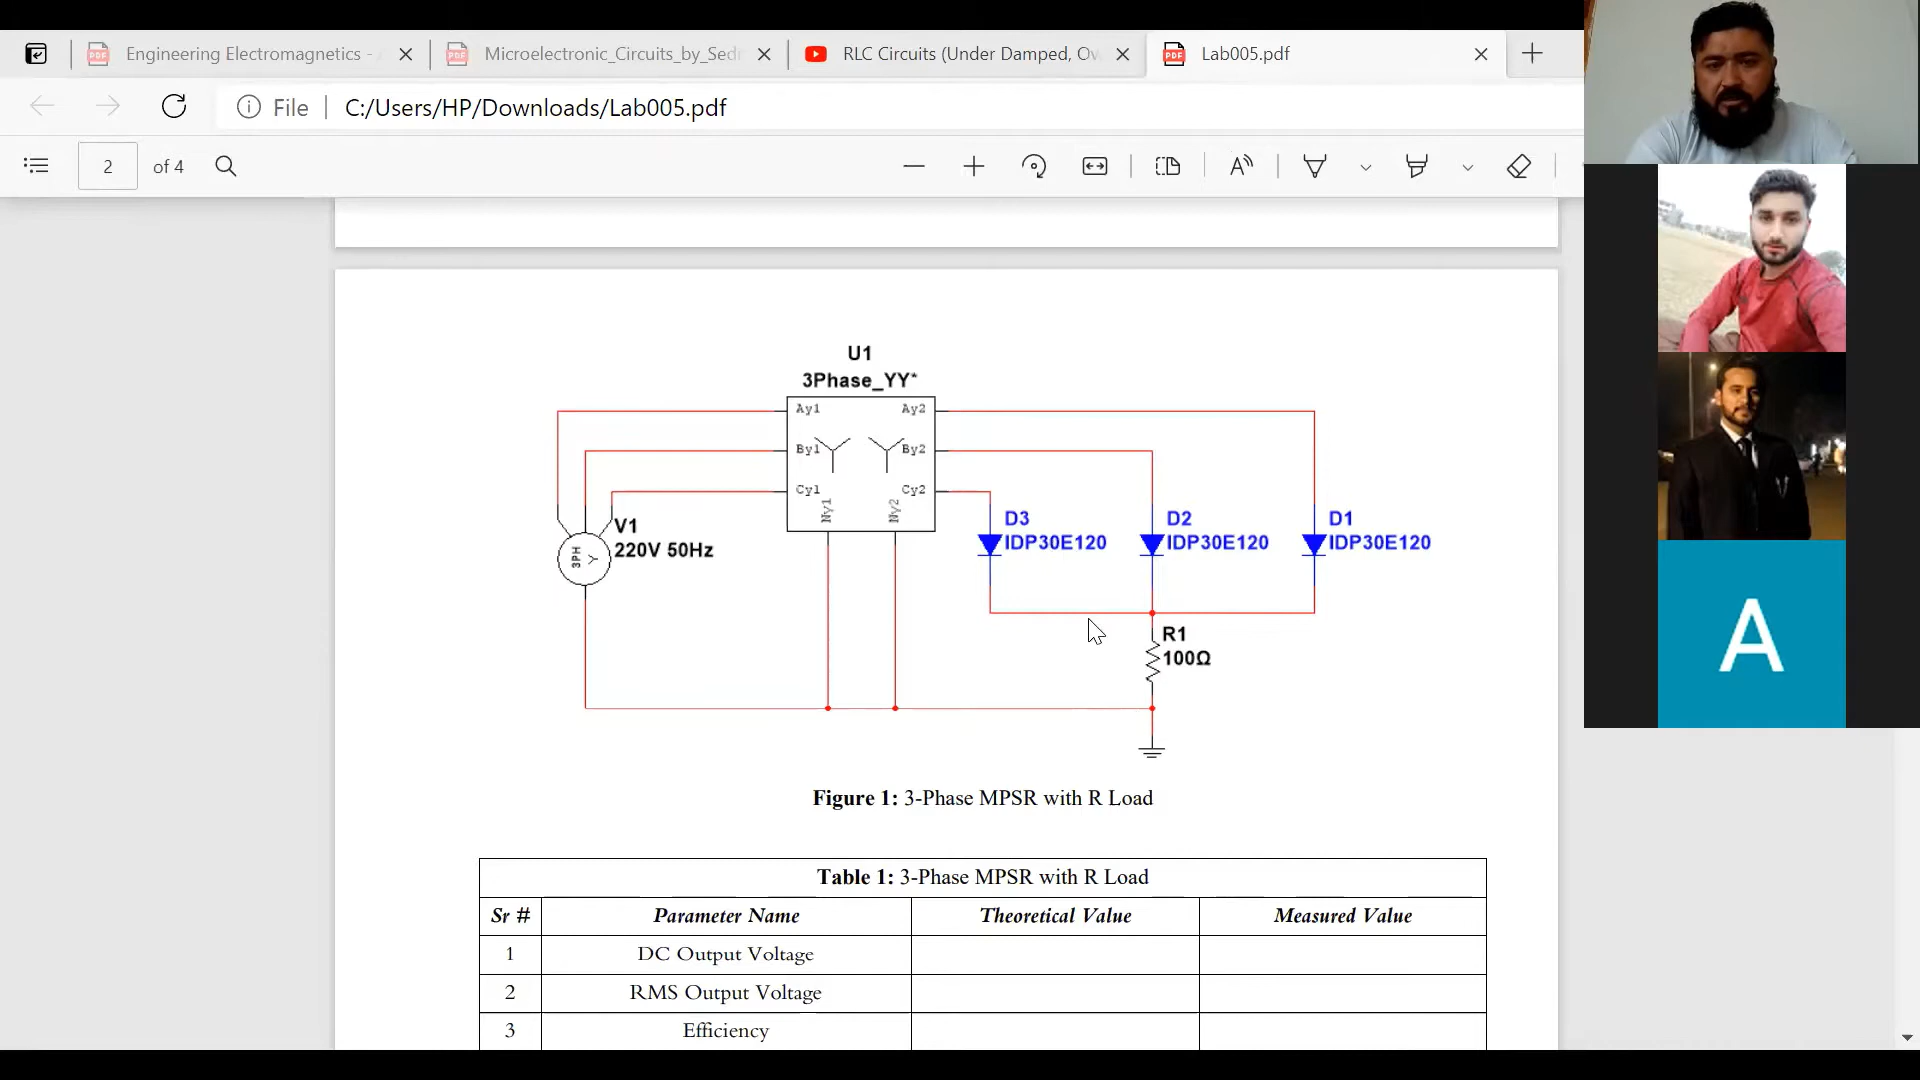 Engineering Electromagnetics -
Microelectronic_Circuits_by_Sed
RLC Circuits (Under Damped, Ov
Lab005.pdf
File
C:/Users/HP/Downloads/Lab005.pdf
2
of 4
U1
3Phase_YY*
Ay1
Ay2
By1
By2
Cy1
Cy2
Ny1
Ny2
V1
220V 50Hz
3PH
Y
D3
IDP30E120
D2
IDP30E120
D1
IDP30E120
R1
100Ω
Figure 1: 3-Phase MPSR with R Load
Table 1: 3-Phase MPSR with R Load
Sr # Parameter Name Theoretical Value Measured Value
1 DC Output Voltage
2 RMS Output Voltage
3 Efficiency
A